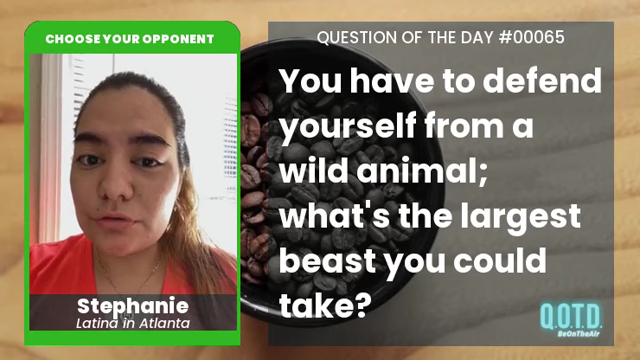 CHOOSE YOUR OPPONENT
Stephanie
Latina in Atlanta
QUESTION OF THE DAY #00065
You have to defend
yourself from a
wild animal;
what's the largest
beast you could
take?
Q.O.T.D.
BeOnTheAir